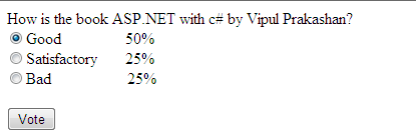 How is the book ASP.NET with c# by Vipul Prakashan?
Good 50%
Satisfactory 25%
Bad 25%
Vote